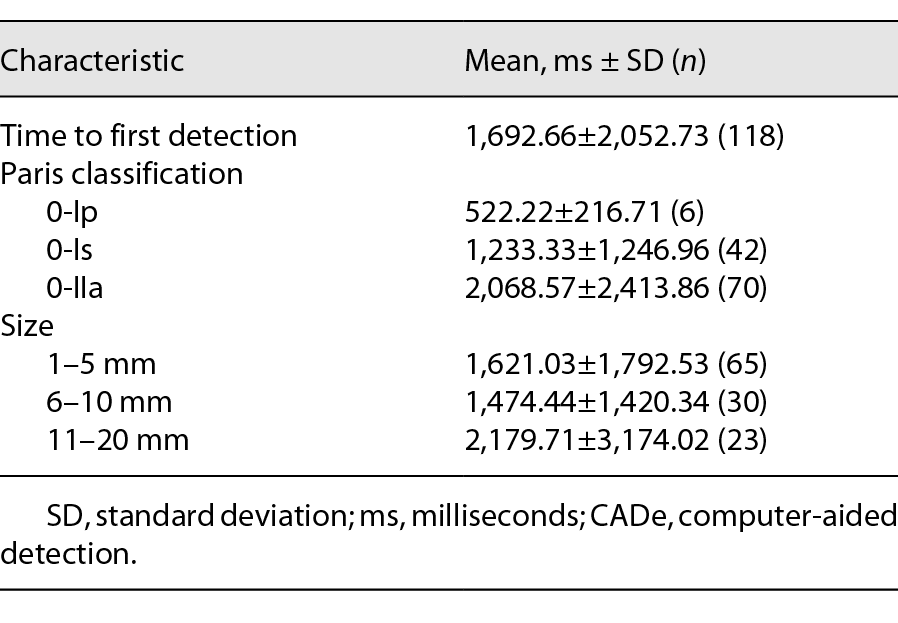 Characteristic Mean, ms ± SD (n)
Time to first detection 1,692.66±2,052.73 (118)
Paris classification
0-lp 522.22±216.71 (6)
0-ls 1,233.33±1,246.96 (42)
0-lla 2,068.57±2,413.86 (70)
Size
1–5 mm 1,621.03±1,792.53 (65)
6–10 mm 1,474.44±1,420.34 (30)
11–20 mm 2,179.71±3,174.02 (23)
SD, standard deviation; ms, milliseconds; CADe, computer-aided
detection.